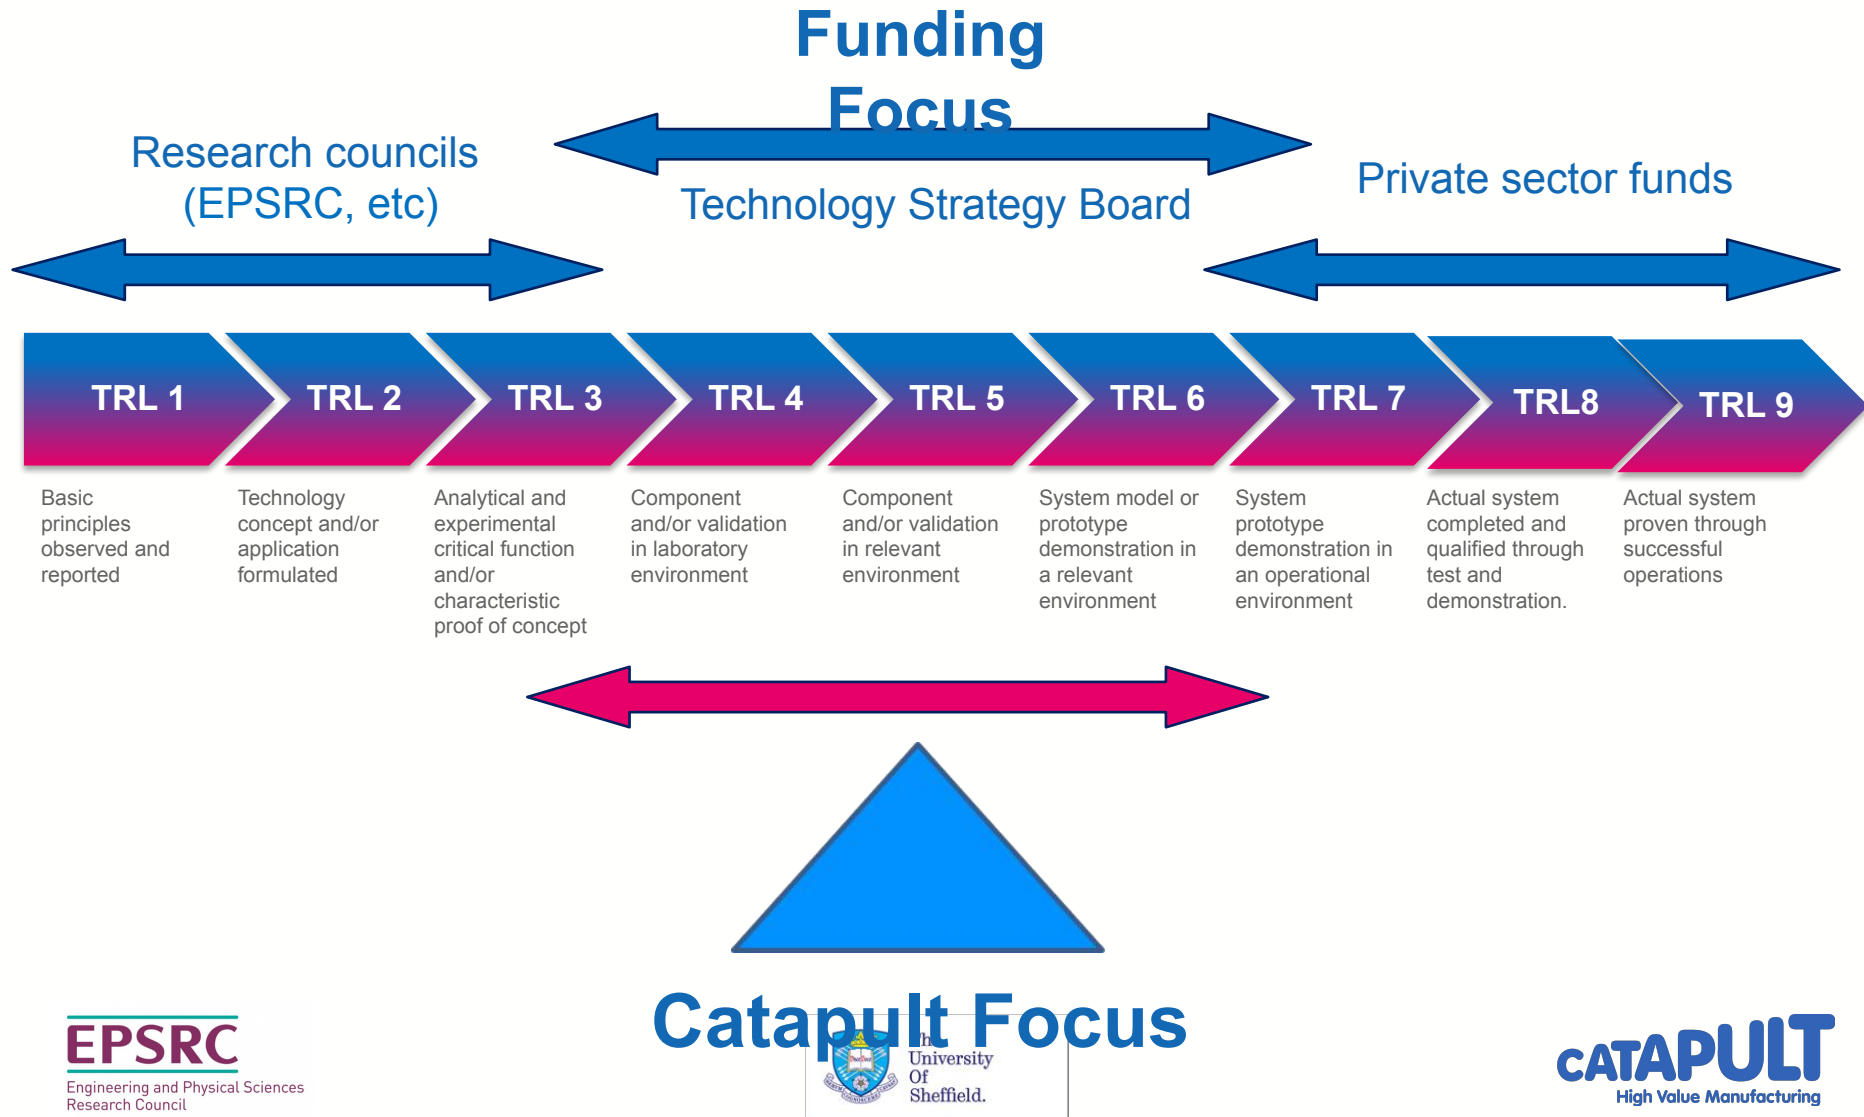 Funding
Focus
Research councils
(EPSRC, etc)
Technology Strategy Board
Private sector funds
TRL 1
TRL 2
TRL 3
TRL 4
TRL 5
TRL 6
TRL 7
TRL8
TRL 9
Basic
principles
observed and
reported
Technology
concept and/or
application
formulated
Analytical and
experimental
critical function
and/or
characteristic
proof of concept
Component
and/or validation
in laboratory
environment
Component
and/or validation
in relevant
environment
System model or
prototype
demonstration in
a relevant
environment
System
prototype
demonstration in
an operational
environment
Actual system
completed and
qualified through
test and
demonstration.
Actual system
proven through
successful
operations
Catapult Focus
EPSRC
Engineering and Physical Sciences
Research Council
The
University
Of
Sheffield.
CATAPULT
High Value Manufacturing